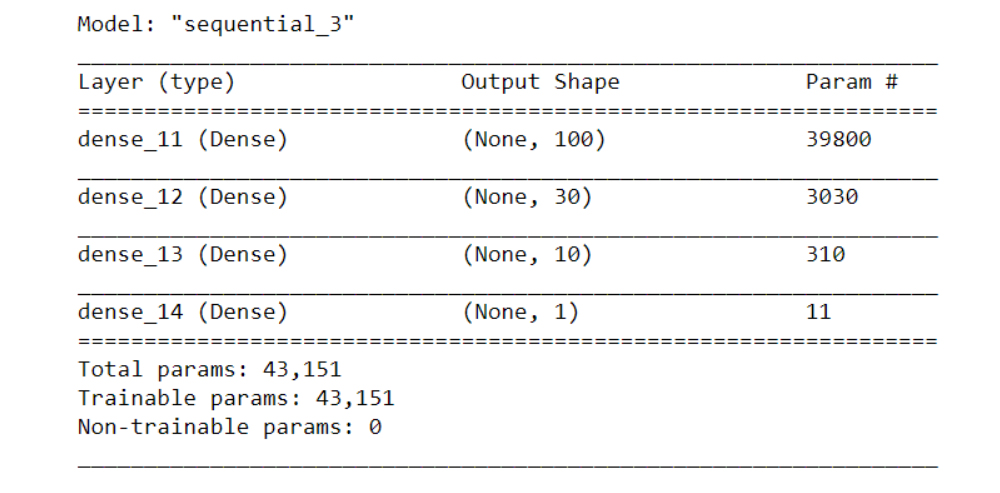 Model: "sequential_3"
Layer (type) Output Shape Param #
=================================================================
dense_11 (Dense) (None, 100) 39800
dense_12 (Dense) (None, 30) 3030
dense_13 (Dense) (None, 10) 310
dense_14 (Dense) (None, 1) 11
=================================================================
Total params: 43,151
Trainable params: 43,151
Non-trainable params: 0